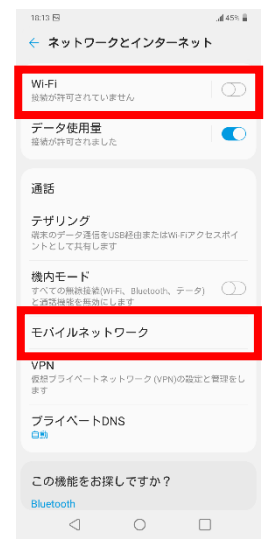 18:13
45%
ネットワークとインターネット
Wi-Fi
接続が許可されていません
データ使用量
接続が許可されました
通話
テザリング
端末のデータ通信をUSB経由またはWi-Fiアクセスポイ
ントとして共有します
機内モード
すべての無線接続(Wi-Fi、Bluetooth、データ)
と通話機能を無効にします
モバイルネットワーク
VPN
仮想プライベートネットワーク (VPN)の設定と管理をし
ます
プライベートDNS
自動
この機能をお探しですか？
Bluetooth